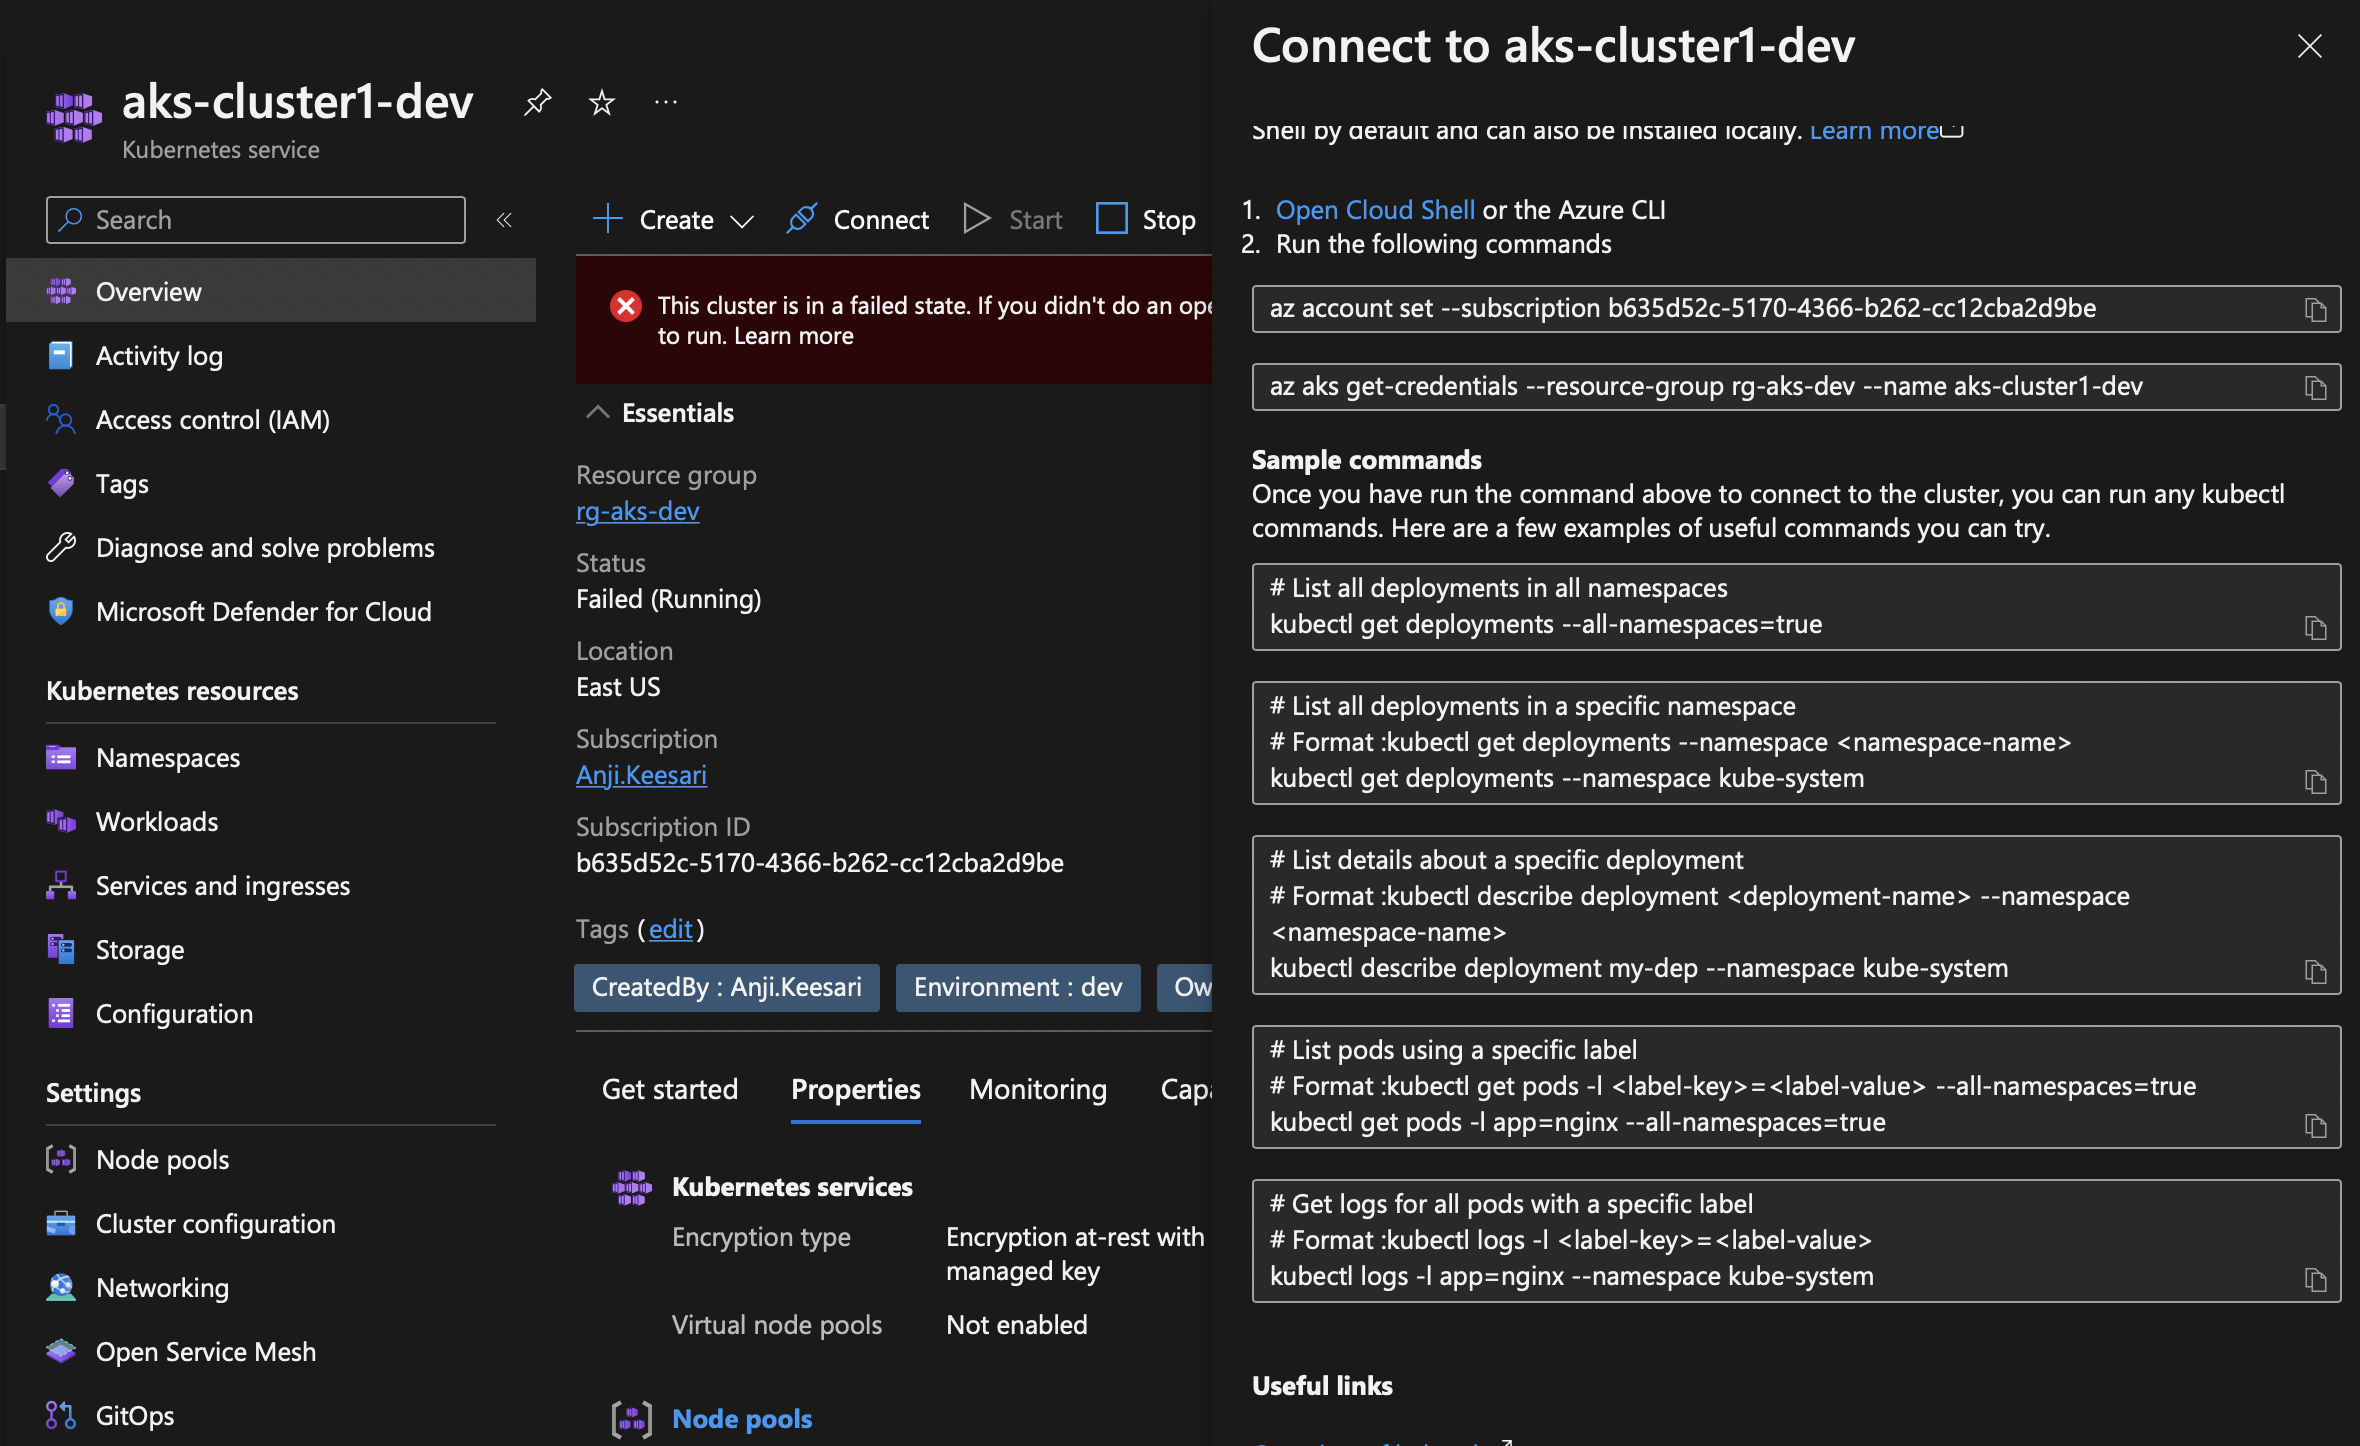 aks-cluster1-dev
Kubernetes service
Search
Overview
Activity log
Access control (IAM)
Tags
Diagnose and solve problems
Microsoft Defender for Cloud
Kubernetes resources
Namespaces
Workloads
Services and ingresses
Storage
Configuration
Settings
Node pools
Cluster configuration
Networking
Open Service Mesh
GitOps
Create
Connect
Start
Stop
This cluster is in a failed state. If you didn't do an ope
to run. Learn more
Essentials
Resource group
rg-aks-dev
Status
Failed (Running)
Location
East US
Subscription
Anji.Keesari
Subscription ID
b635d52c-5170-4366-b262-cc12cba2d9be
Tags (edit)
CreatedBy : Anji.Keesari
Environment : dev
Ow
Get started
Properties
Monitoring
Capa
Kubernetes services
Encryption type
Encryption at-rest with
managed key
Virtual node pools
Not enabled
Node pools
Connect to aks-cluster1-dev
Shell by default and can also be installed locally. Learn more
1. Open Cloud Shell or the Azure CLI
2. Run the following commands
az account set --subscription b635d52c-5170-4366-b262-cc12cba2d9be
az aks get-credentials --resource-group rg-aks-dev --name aks-cluster1-dev
Sample commands
Once you have run the command above to connect to the cluster, you can run any kubectl
commands. Here are a few examples of useful commands you can try.
# List all deployments in all namespaces
kubectl get deployments --all-namespaces=true
# List all deployments in a specific namespace
# Format :kubectl get deployments --namespace <namespace-name>
kubectl get deployments --namespace kube-system
# List details about a specific deployment
# Format :kubectl describe deployment <deployment-name> --namespace
<namespace-name>
kubectl describe deployment my-dep --namespace kube-system
# List pods using a specific label
# Format :kubectl get pods -l <label-key>=<label-value> --all-namespaces=true
kubectl get pods -l app=nginx --all-namespaces=true
# Get logs for all pods with a specific label
# Format :kubectl logs -l <label-key>=<label-value>
kubectl logs -l app=nginx --namespace kube-system
Useful links